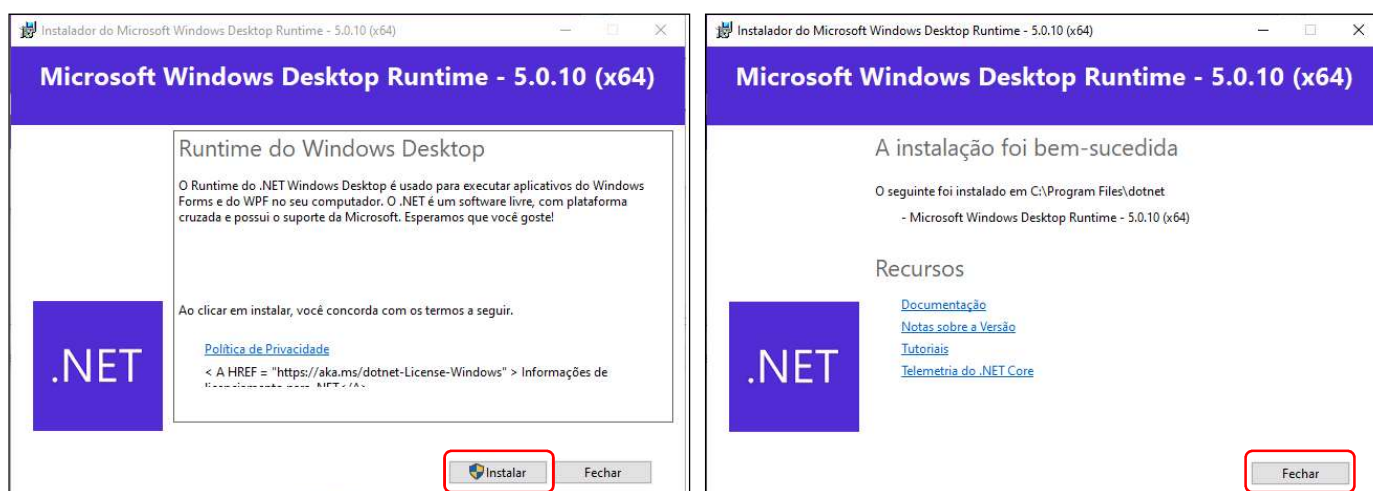 Instalador do Microsoft Windows Desktop Runtime - 5.0.10 (x64)
Microsoft Windows Desktop Runtime - 5.0.10 (x64)
Runtime do Windows Desktop
O Runtime do .NET Windows Desktop é usado para executar aplicativos do Windows
Forms e do WPF no seu computador. O .NET é um software livre, com plataforma
cruzada e possui o suporte da Microsoft. Esperamos que você goste!
Ao clicar em instalar, você concorda com os termos a seguir.
Política de Privacidade
< A HREF = "https://aka.ms/dotnet-License-Windows" > Informações de
.NET
Instalar
Fechar
Instalador do Microsoft Windows Desktop Runtime - 5.0.10 (x64)
Microsoft Windows Desktop Runtime - 5.0.10 (x64)
A instalação foi bem-sucedida
O seguinte foi instalado em C:\Program Files\dotnet
- Microsoft Windows Desktop Runtime - 5.0.10 (x64)
Recursos
Documentação
Notas sobre a Versão
Tutoriais
Telemetria do .NET Core
.NET
Fechar